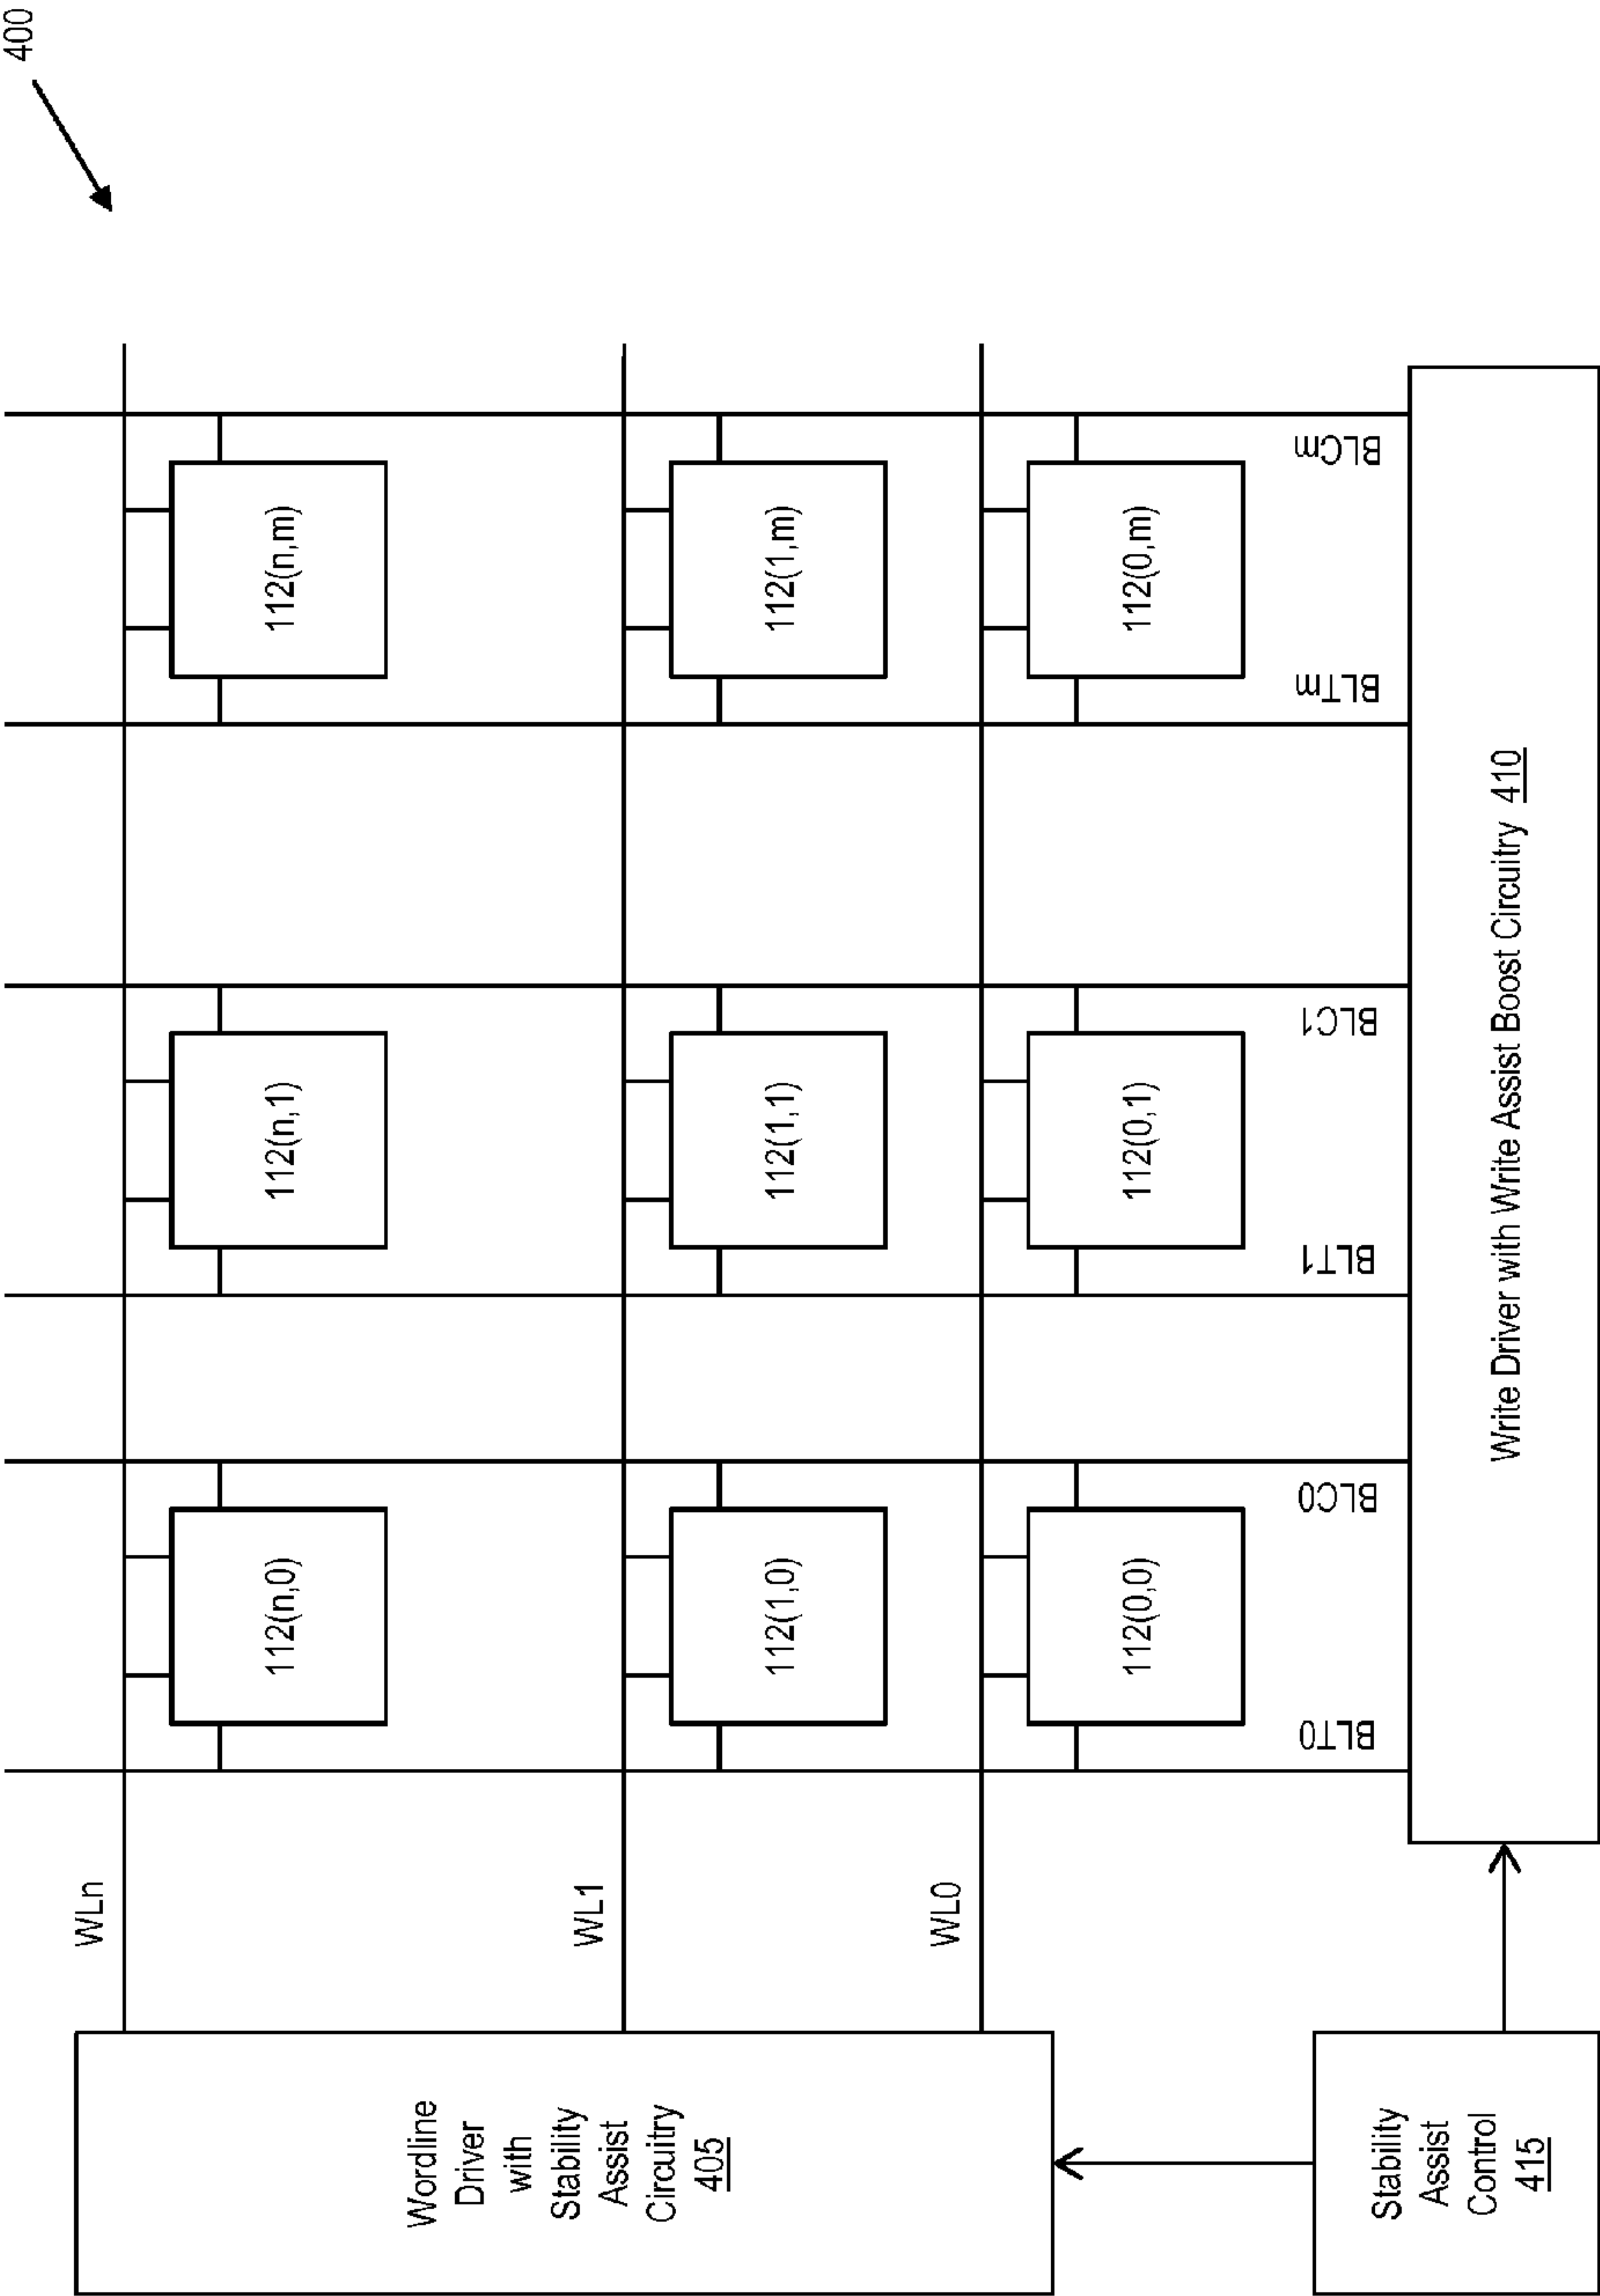 400
WLn
112(n,0)
112(n,1)
112(n,m)
Wordline
Driver
with
Stability
Assist
Circuitry
405
WL1
112(1,0)
112(1,1)
112(1,m)
WL0
112(0,0)
112(0,1)
112(0,m)
BLT0
BLC0
BLT1
BLC1
BLTm
BLCm
Stability
Assist
Control
415
Write Driver with Write Assist Boost Circuitry 410